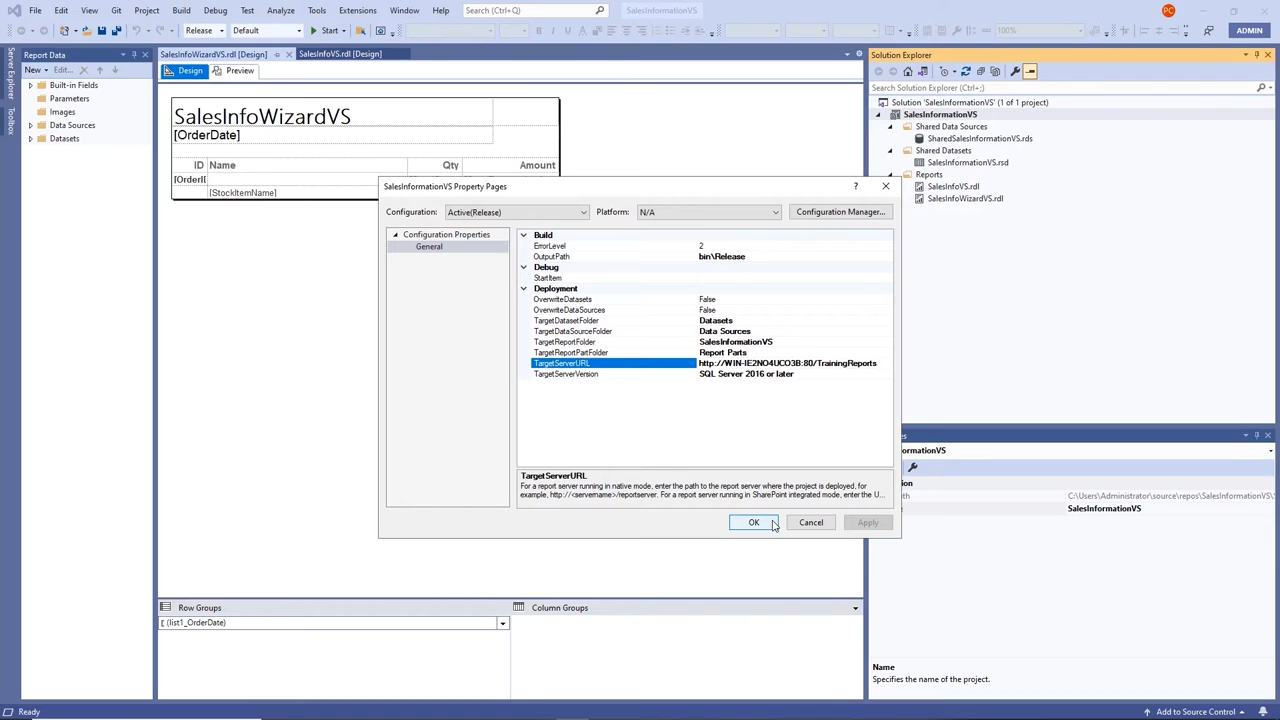 File Edit View Git Project Build Debug Test Analyze Tools Extensions Window Help Search (Ctrl+;) SalesInformationVS PC
Release Default Start ADMIN
Server Explorer
Toolbox
Report Data
New Edit...
Built-in Fields
Parameters
Images
Data Sources
Datasets
SalesInfoWizardVS.rdl [Design] SalesInfoVS.rdl [Design]
Design Preview
SalesInfoWizardVS
[OrderDate]
ID Name Qty Amount
[OrderI
[StockItemName]
SalesInformationVS Property Pages ?
Configuration: Active(Release) Platform: N/A Configuration Manager...
Configuration Properties
General
Build
ErrorLevel 2
OutputPath bin\Release
Debug
StartItem
Deployment
OverwriteDatasets False
OverwriteDataSources False
TargetDatasetFolder Datasets
TargetDataSourceFolder Data Sources
TargetReportFolder SalesInformationVS
TargetReportPartFolder Report Parts
TargetServerURL http://WIN-IE2NO4UCO3B:80/TrainingReports
TargetServerVersion SQL Server 2016 or later
TargetServerURL
For a report server running in native mode, enter the path to the report server where the project is deployed, for
example, http://<servername>/reportserver. For a report server running in SharePoint integrated mode, enter the U...
OK Cancel Apply
Solution Explorer
Search Solution Explorer (Ctrl+;)
Solution 'SalesInformationVS' (1 of 1 project)
SalesInformationVS
Shared Data Sources
SharedSalesInformationVS.rds
Shared Datasets
SalesInformationVS.rsd
Reports
SalesInfoVS.rdl
SalesInfoWizardVS.rdl
es
ormationVS
tion
th C:\Users\Administrator\source\repos\SalesInformationVS\
e SalesInformationVS
Name
Specifies the name of the project.
Row Groups Column Groups
[ (list1_OrderDate)
Ready Add to Source Control